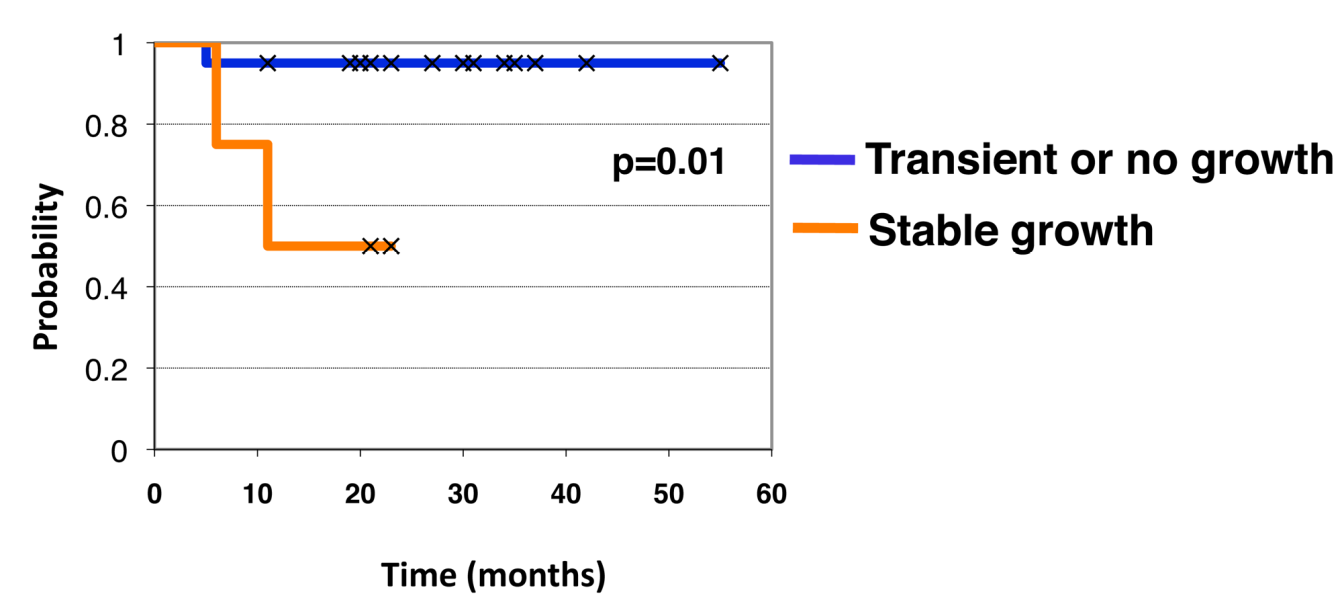 1
0.8
0.6
0.4
0.2
0
Probability
p=0.01
0 10 20 30 40 50 60
Time (months)
Transient or no growth
Stable growth